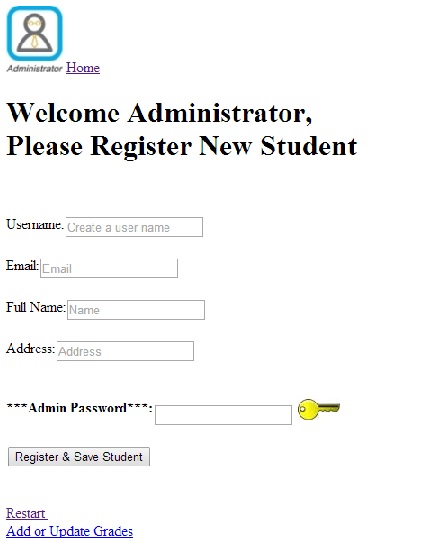 Administrator Home
Welcome Administrator,
Please Register New Student
Username: Create a user name
Email: Email
Full Name: Name
Address: Address
***Admin Password***:
Register & Save Student
Restart
Add or Update Grades